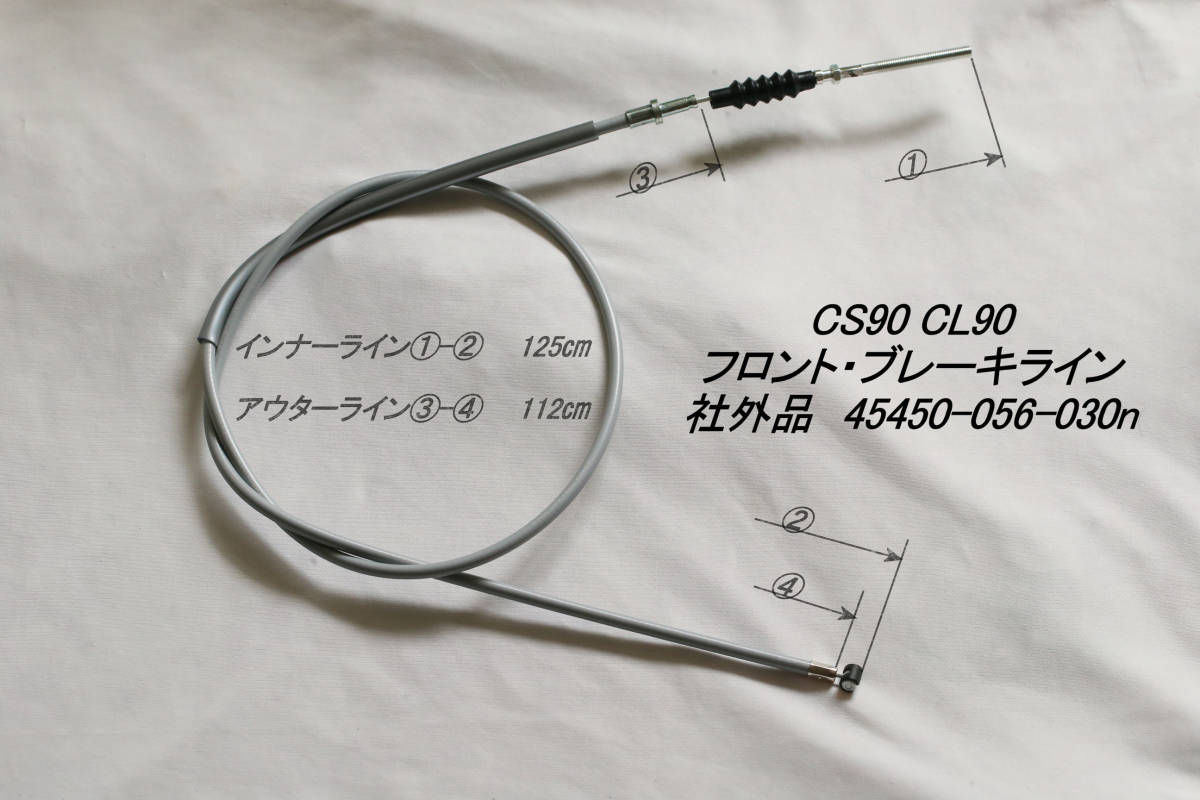 ③
①
CS90 CL90
フロント・ブレーキライン
社外品 45450-056-030n
インナーライン①-② 125cm
アウターライン③-④ 112cm
②
④